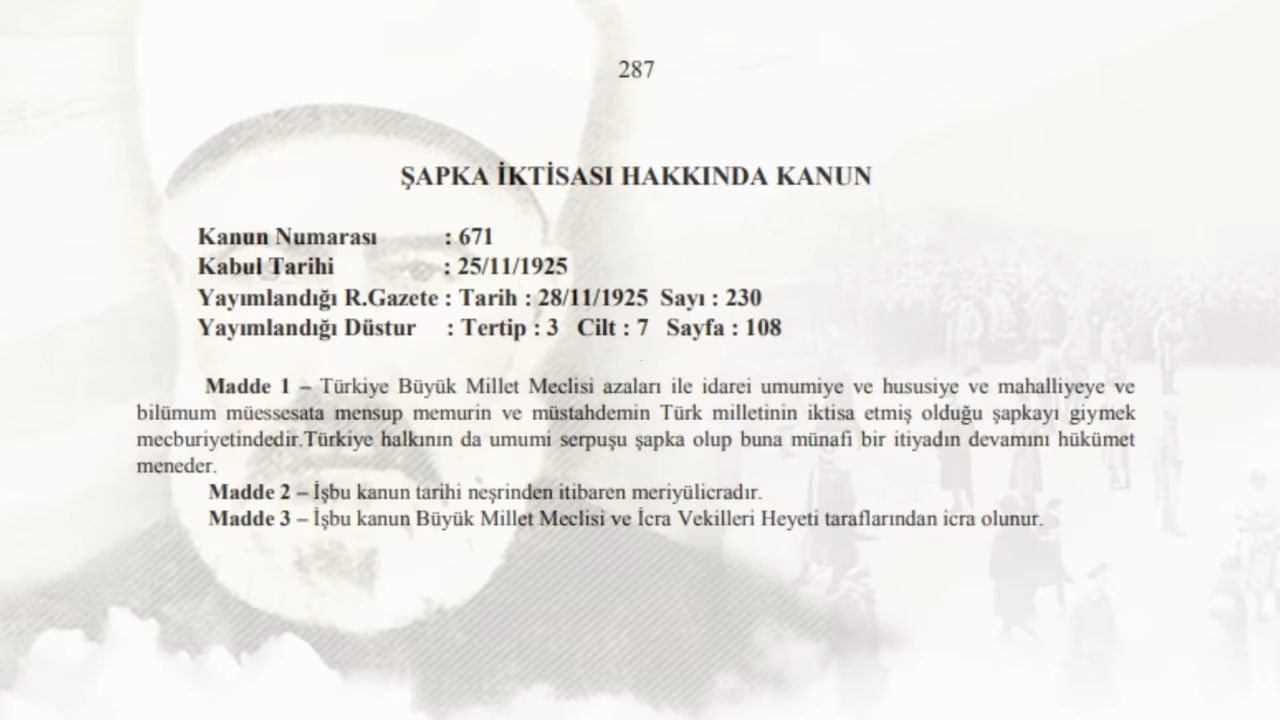 287
ŞAPKA İKTİSASI HAKKINDA KANUN
Kanun Numarası : 671
Kabul Tarihi : 25/11/1925
Yayımlandığı R.Gazete : Tarih : 28/11/1925 Sayı : 230
Yayımlandığı Düstur : Tertip : 3 Cilt : 7 Sayfa : 108
Madde 1 – Türkiye Büyük Millet Meclisi azaları ile idarei umumiye ve hususiye ve mahalliyeye ve
bilümum müessesata mensup memurin ve müstahdemin Türk milletinin iktisa etmiş olduğu şapkayı giymek
mecburiyetindedir.Türkiye halkının da umumi serpuşu şapka olup buna münafi bir itiyadın devamını hükümet
meneder.
Madde 2 – İşbu kanun tarihi neşrinden itibaren meriyülicradır.
Madde 3 – İşbu kanun Büyük Millet Meclisi ve İcra Vekilleri Heyeti taraflarından icra olunur.